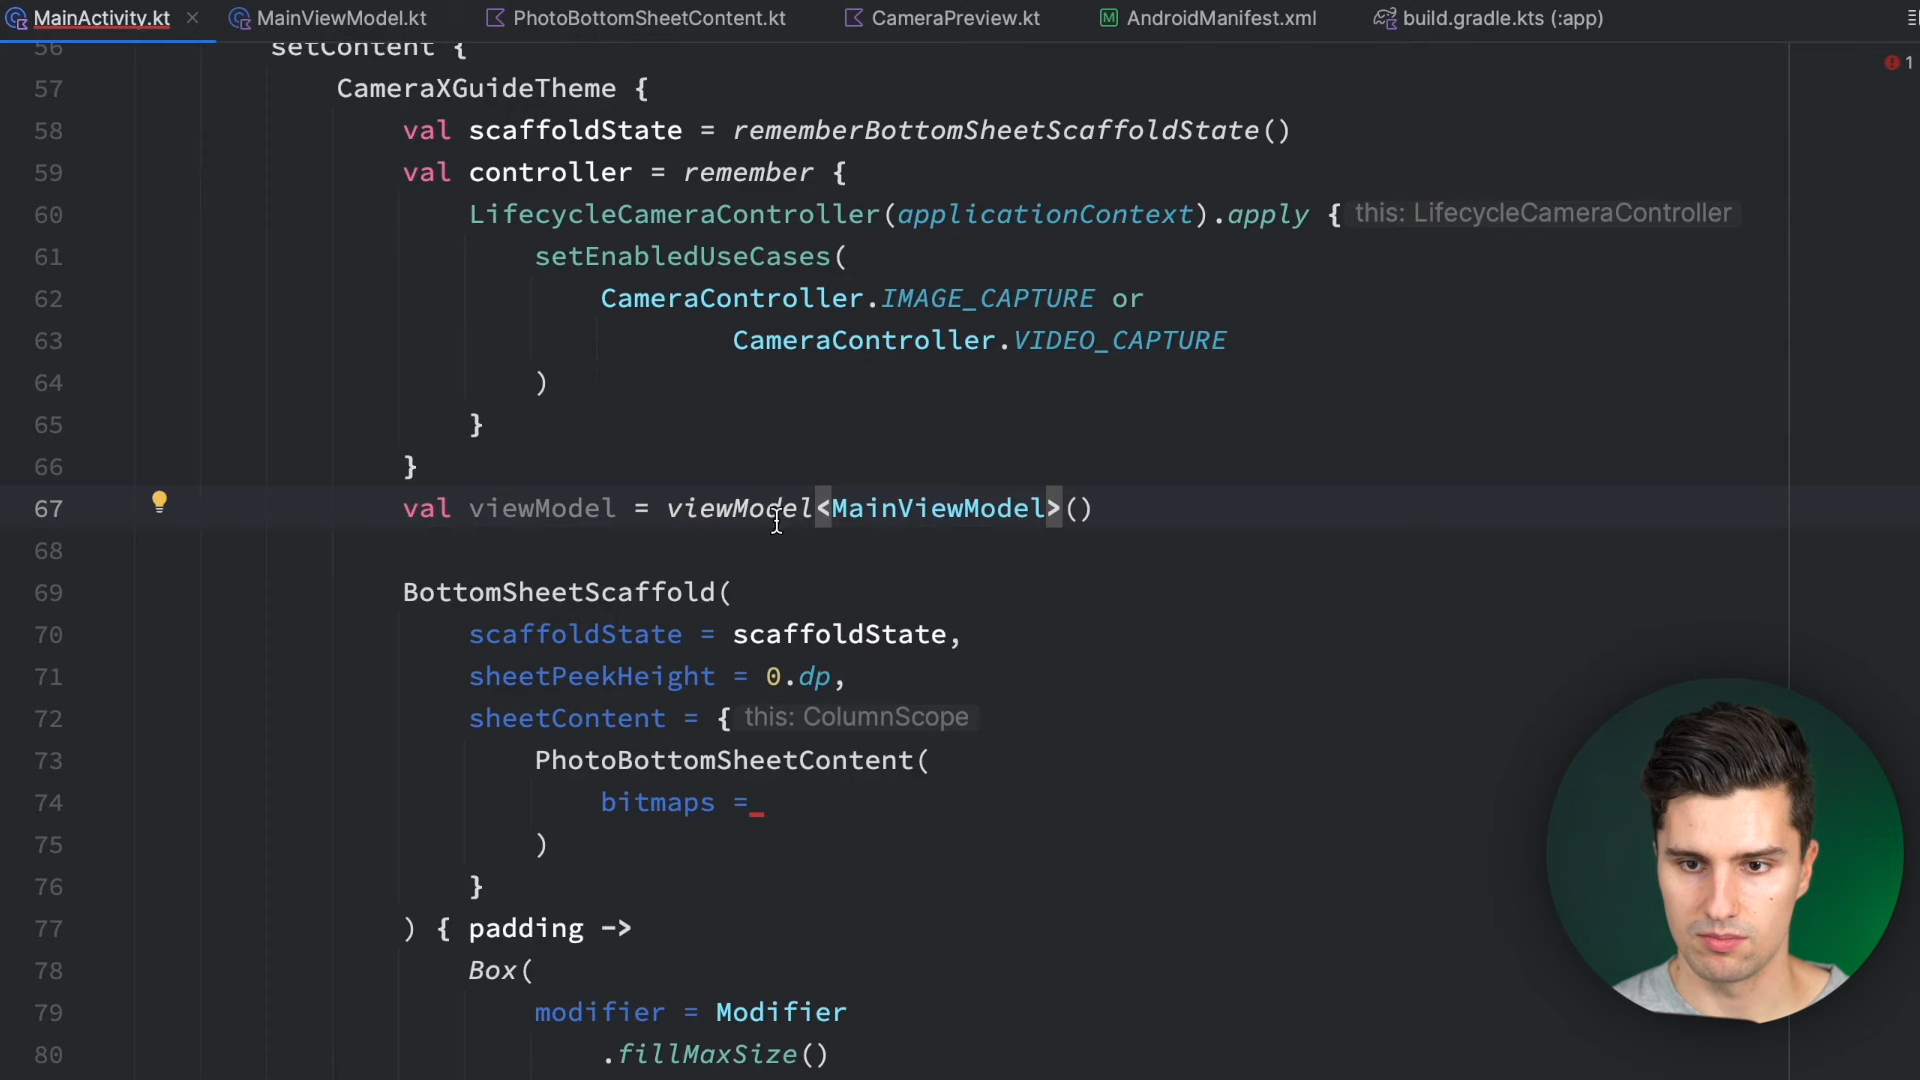 MainActivity.kt MainViewModel.kt PhotoBottomSheetContent.kt CameraPreview.kt AndroidManifest.xml build.gradle.kts (:app)
1
56 setContent {
57 CameraXGuideTheme {
58 val scaffoldState = rememberBottomSheetScaffoldState()
59 val controller = remember {
60 LifecycleCameraController(applicationContext).apply { this: LifecycleCameraController
61 setEnabledUseCases(
62 CameraController.IMAGE_CAPTURE or
63 CameraController.VIDEO_CAPTURE
64 )
65 }
66 }
67 val viewModel = viewModel<MainViewModel>()
68
69 BottomSheetScaffold(
70 scaffoldState = scaffoldState,
71 sheetPeekHeight = 0.dp,
72 sheetContent = { this: ColumnScope
73 PhotoBottomSheetContent(
74 bitmaps =
75 )
76 }
77 ) { padding ->
78 Box(
79 modifier = Modifier
80 .fillMaxSize()